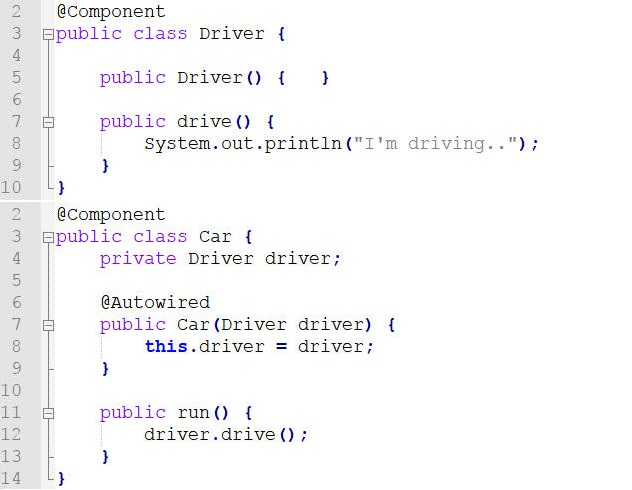 2 @Component
3 public class Driver {
4
5 public Driver() {   }
6
7 public drive() {
8 System.out.println("I'm driving..");
9 }
10 }
2 @Component
3 public class Car {
4 private Driver driver;
5
6 @Autowired
7 public Car(Driver driver) {
8 this.driver = driver;
9 }
10
11 public run() {
12 driver.drive();
13 }
14 }